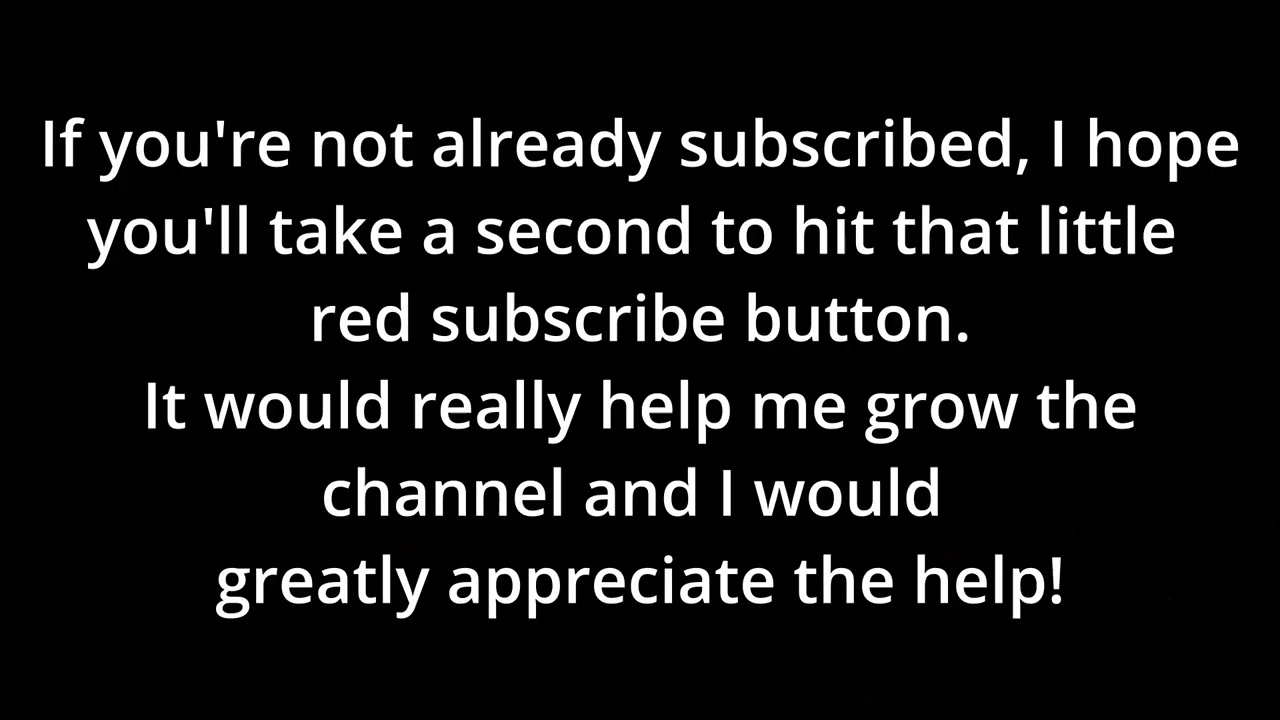 If you're not already subscribed, I hope
you'll take a second to hit that little
red subscribe button.
It would really help me grow the
channel and I would
greatly appreciate the help!